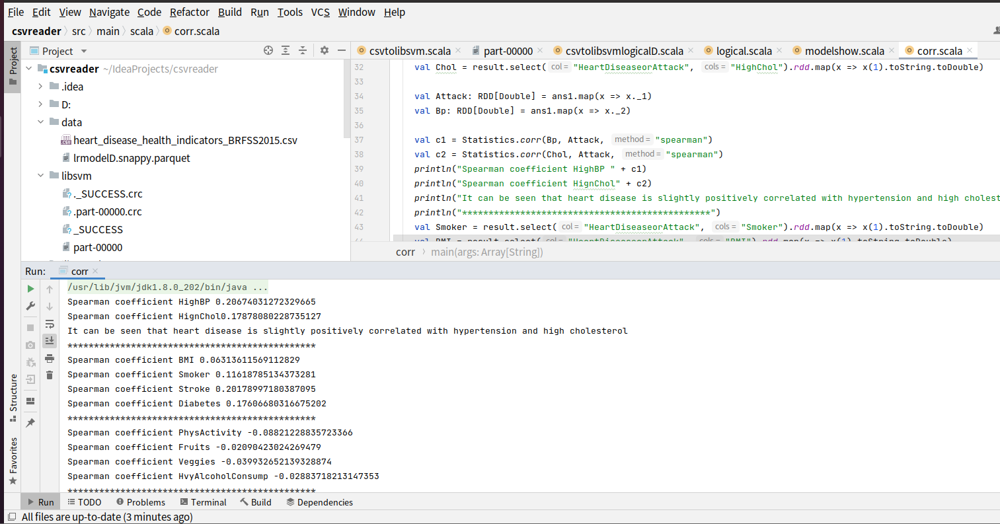 File Edit View Navigate Code Refactor Build Run Tools VCS Window Help
csvreader src main scala corr.scala
Project
Project
csvtolibsvm.scala part-00000 csvtolibsvmlogicalD.scala logical.scala modelshow.scala corr.scala
csvreader ~/IdeaProjects/csvreader
.idea
D:
data
heart_disease_health_indicators_BRFSS2015.csv
lrmodelD.snappy.parquet
libsvm
._SUCCESS.crc
.part-00000.crc
_SUCCESS
part-00000
32 val Chol = result.select( col = "HeartDiseaseorAttack", cols = "HighChol").rdd.map(x => x(1).toString.toDouble)
33
34 val Attack: RDD[Double] = ans1.map(x => x._1)
35 val Bp: RDD[Double] = ans1.map(x => x._2)
36
37 val c1 = Statistics.corr(Bp, Attack, method = "spearman")
38 val c2 = Statistics.corr(Chol, Attack, method = "spearman")
39 println("Spearman coefficient HighBP " + c1)
40 println("Spearman coefficient HignChol" + c2)
41 println("It can be seen that heart disease is slightly positively correlated with hypertension and high cholest
42 println("***********************************************")
43 val Smoker = result.select( col = "HeartDiseaseorAttack", cols = "Smoker").rdd.map(x => x(1).toString.toDouble)
44 val BMI = result.select( col = "HeartDiseaseorAttack", cols = "BMI").rdd.map(x => x(1).toString.toDouble)
corr main(args: Array[String])
Run: corr
/usr/lib/jvm/jdk1.8.0_202/bin/java ...
Spearman coefficient HighBP 0.20674031272329665
Spearman coefficient HignChol0.17878080228735127
It can be seen that heart disease is slightly positively correlated with hypertension and high cholesterol
***********************************************
Spearman coefficient BMI 0.06313611569112829
Spearman coefficient Smoker 0.11618785134373281
Spearman coefficient Stroke 0.20178997180387095
Spearman coefficient Diabetes 0.17606680316675202
***********************************************
Spearman coefficient PhysActivity -0.08821228835723366
Spearman coefficient Fruits -0.02090423024269479
Spearman coefficient Veggies -0.039932652139328874
Spearman coefficient HvyAlcoholConsump -0.02883718213147353
***********************************************
Structure
Favorites
Run TODO Problems Terminal Build Dependencies
All files are up-to-date (3 minutes ago)